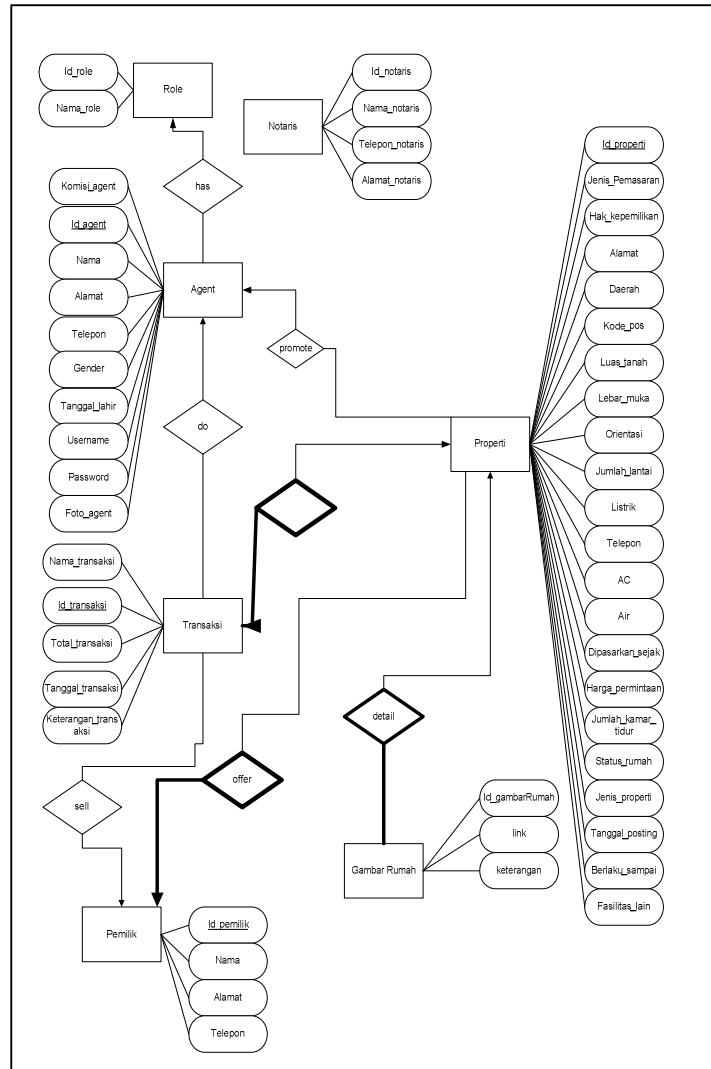 Id_role
Nama_role
Role
Notaris
Id_notaris
Nama_notaris
Telepon_notaris
Alamat_notaris
has
Komisi_agent
Id_agent
Nama
Alamat
Telepon
Gender
Tanggal_lahir
Username
Password
Foto_agent
Agent
promote
do
Id_properti
Jenis_Pemasaran
Hak_kepemilikan
Alamat
Daerah
Kode_pos
Luas_tanah
Lebar_muka
Orientasi
Jumlah_lantai
Listrik
Telepon
AC
Air
Dipasarkan_sejak
Harga_permintaan
Jumlah_kamar_
tidur
Status_rumah
Jenis_properti
Tanggal_posting
Berlaku_sampai
Fasilitas_lain
Properti
Nama_transaksi
Id_transaksi
Total_transaksi
Tanggal_transaksi
Keterangan_trans
aksi
Transaksi
detail
offer
sell
Id_gambarRumah
link
keterangan
Gambar Rumah
Pemilik
Id_pemilik
Nama
Alamat
Telepon